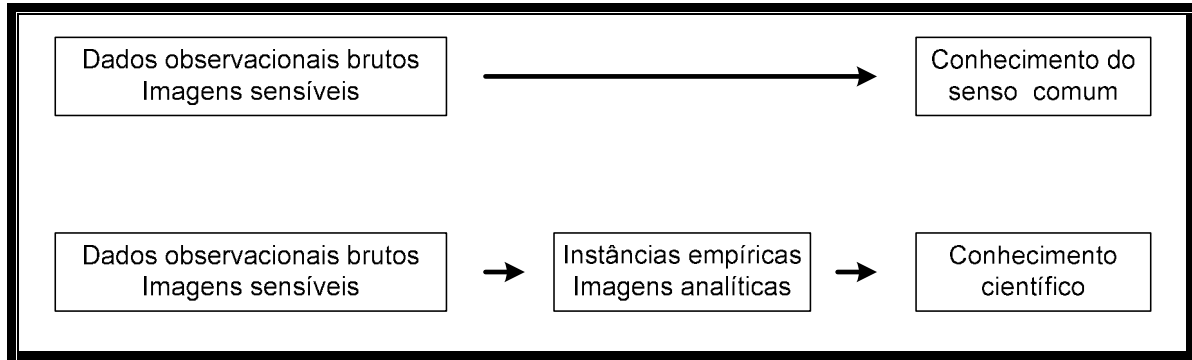 Dados observacionais brutos
Imagens sensíveis
Conhecimento do
senso comum
Dados observacionais brutos
Imagens sensíveis
Instâncias empíricas
Imagens analíticas
Conhecimento
científico